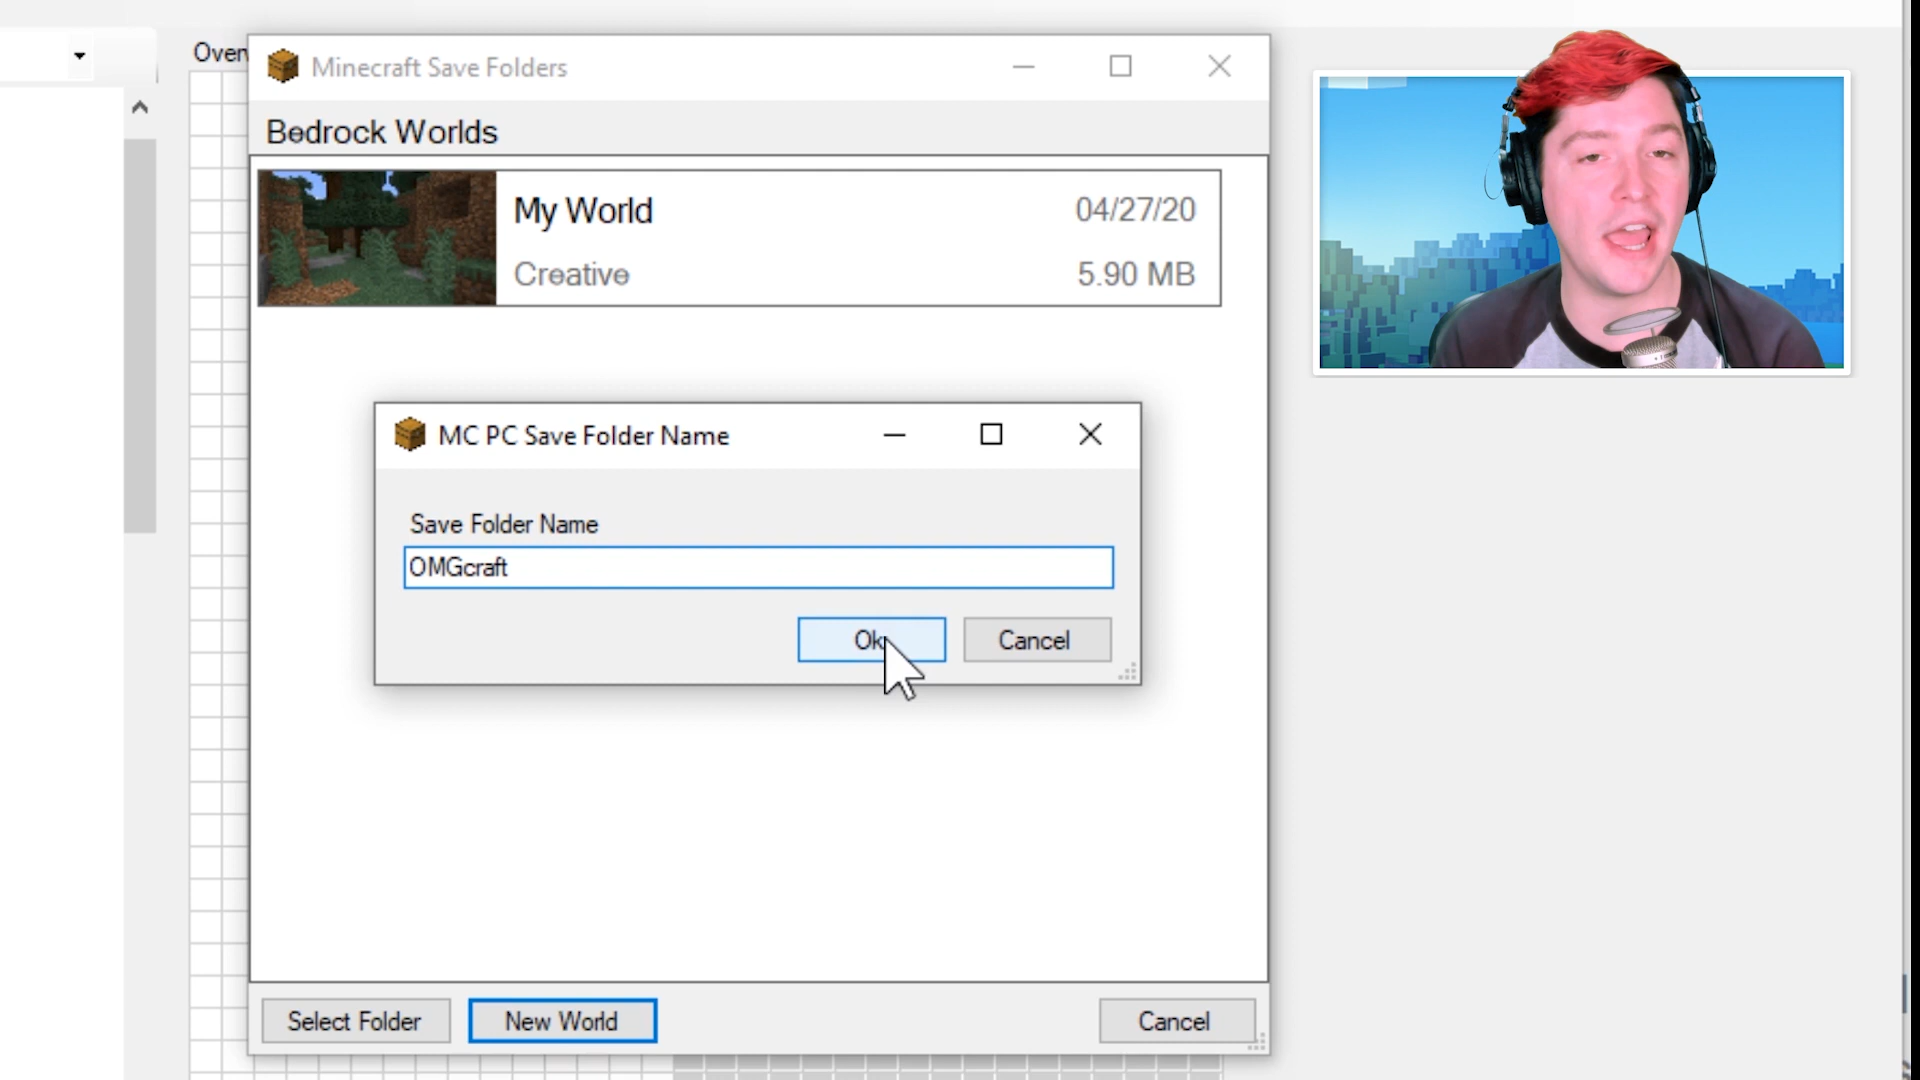 Over
Minecraft Save Folders
Bedrock Worlds
My World 04/27/20
Creative 5.90 MB
MC PC Save Folder Name
Save Folder Name
OMGcraft
Ok Cancel
Select Folder New World Cancel